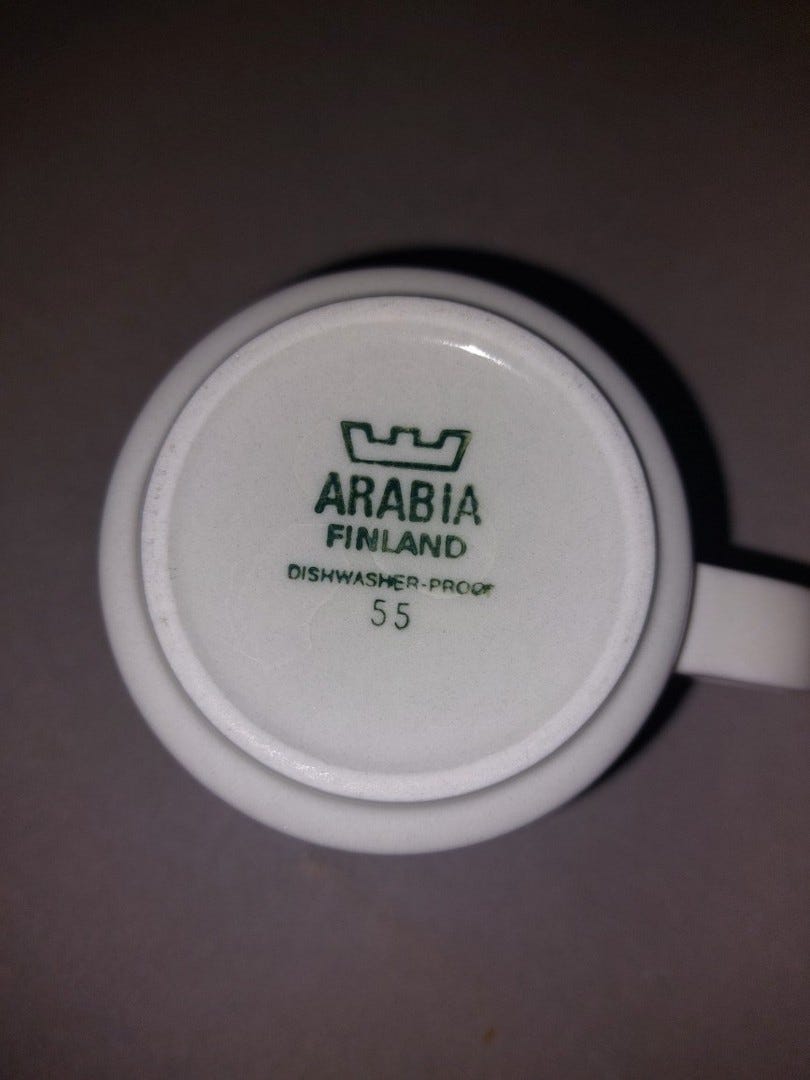 ARABIA
FINLAND
DISHWASHER-PROOF
55